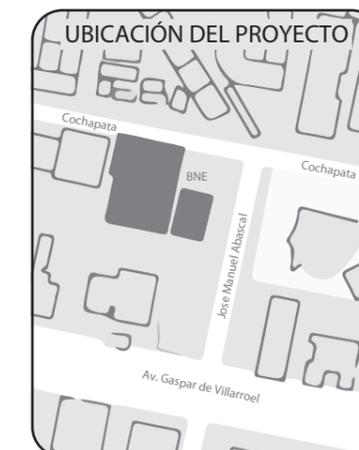 UBICACIÓN DEL PROYECTO
Cochapata
Cochapata
BNE
Jose Manuel Abascal
Av. Gaspar de Villarroel